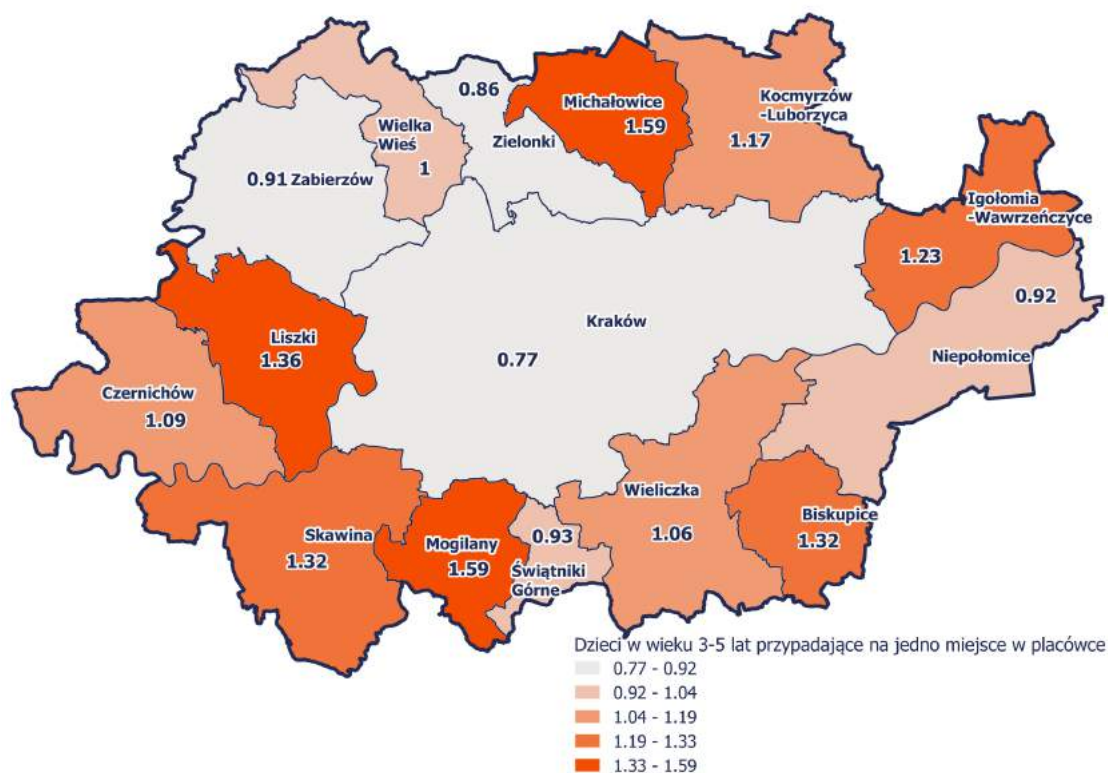 0.86
Michałowice
1.59
Kocmyrzów
-Luborzyca
1.17
Wielka
Wieś
1
Zielonki
0.91 Zabierzów
Igołomia
-Wawrzeńczyce
1.23
0.92
Niepołomice
Kraków
0.77
Liszki
1.36
Czernichów
1.09
Wieliczka
1.06
Biskupice
1.32
Skawina
1.32
Mogilany
1.59
0.93
Świątniki
Górne
Dzieci w wieku 3-5 lat przypadające na jedno miejsce w placówce
0.77 - 0.92
0.92 - 1.04
1.04 - 1.19
1.19 - 1.33
1.33 - 1.59